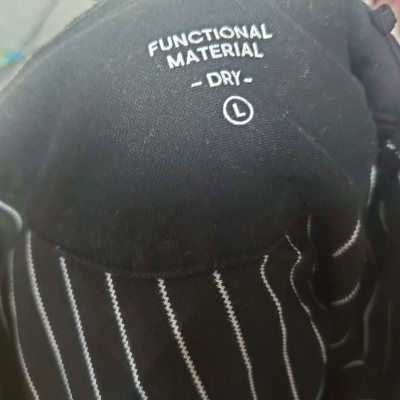 FUNCTIONAL
MATERIAL
- DRY -
L